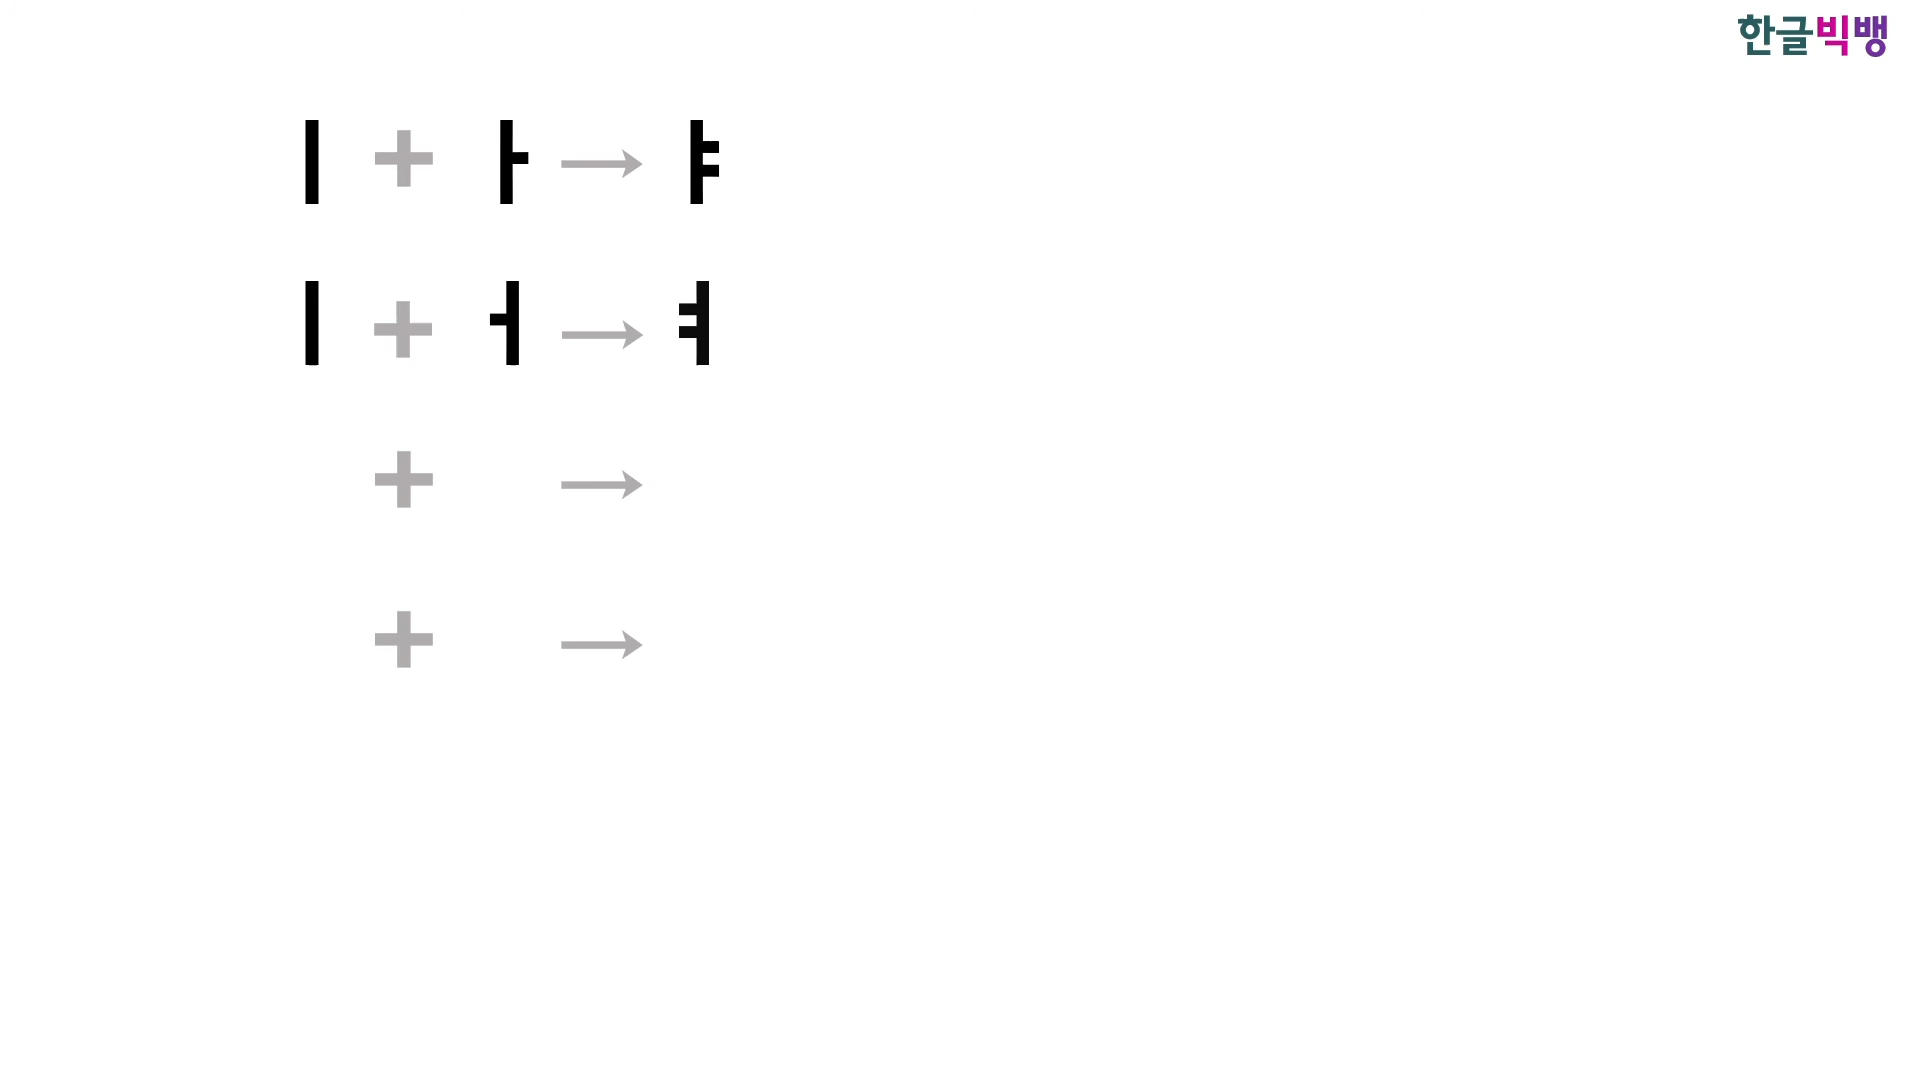 한글빅뱅
ㅣ + ㅏ → ㅑ
ㅣ + ㅓ → ㅕ
+ →
+ →